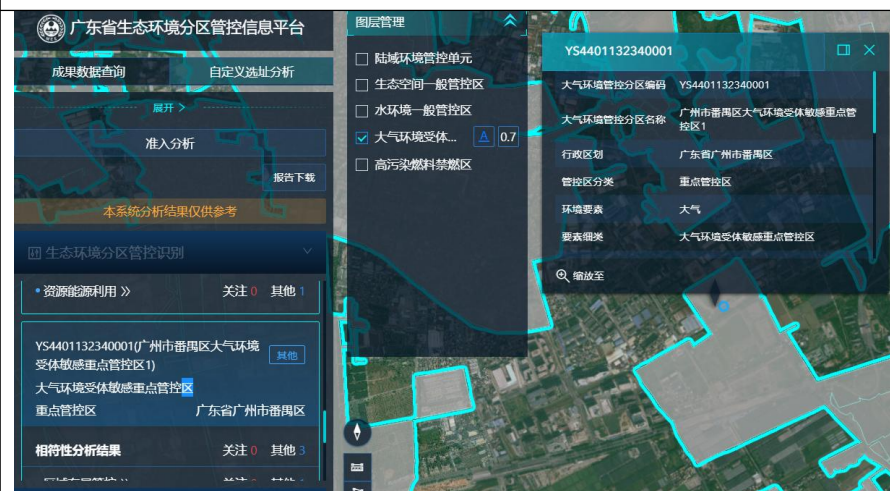 广东省生态环境分区管控信息平台
成果数据查询
自定义选址分析
展开 >
准入分析
报告下载
本系统分析结果仅供参考
生态环境分区管控识别
•资源能源利用 》 关注 0 其他 1
YS4401132340001(广州市番禺区大气环境
受体敏感重点管控区1)
其他
大气环境受体敏感重点管控区
重点管控区 广东省广州市番禺区
相符性分析结果 关注 0 其他 3
图层管理
陆域环境管控单元
生态空间一般管控区
水环境一般管控区
大气环境受体... A 0.7
高污染燃料禁燃区
YS4401132340001
大气环境管控分区编码 YS4401132340001
大气环境管控分区名称 广州市番禺区大气环境受体敏感重点管
控区1
行政区划 广东省广州市番禺区
管控区分类 重点管控区
环境要素 大气
要素细类 大气环境受体敏感重点管控区
缩放至